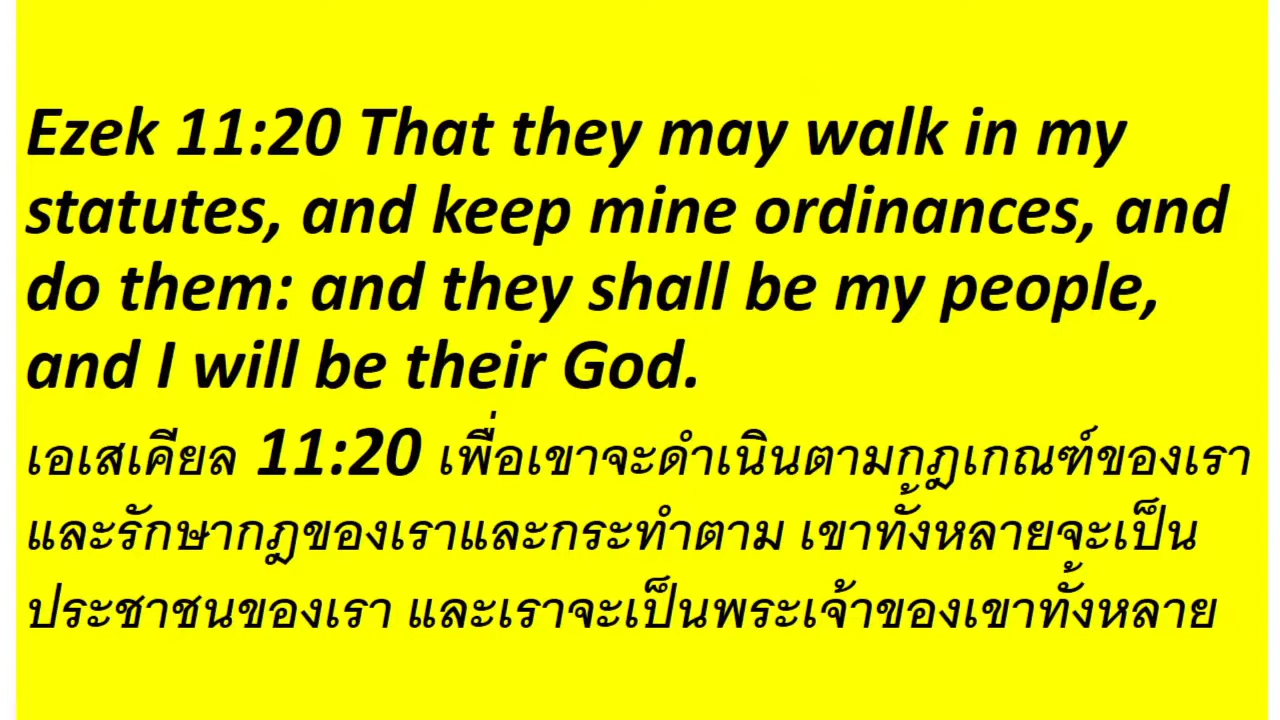 Ezek 11:20 That they may walk in my
statutes, and keep mine ordinances, and
do them: and they shall be my people,
and I will be their God.
เอเสเคียล 11:20 เพื่อเขาจะดำเนินตามกฎเกณฑ์ของเรา
และรักษากฎของเราและกระทำตาม เขาทั้งหลายจะเป็น
ประชาชนของเรา และเราจะเป็นพระเจ้าของเขาทั้งหลาย